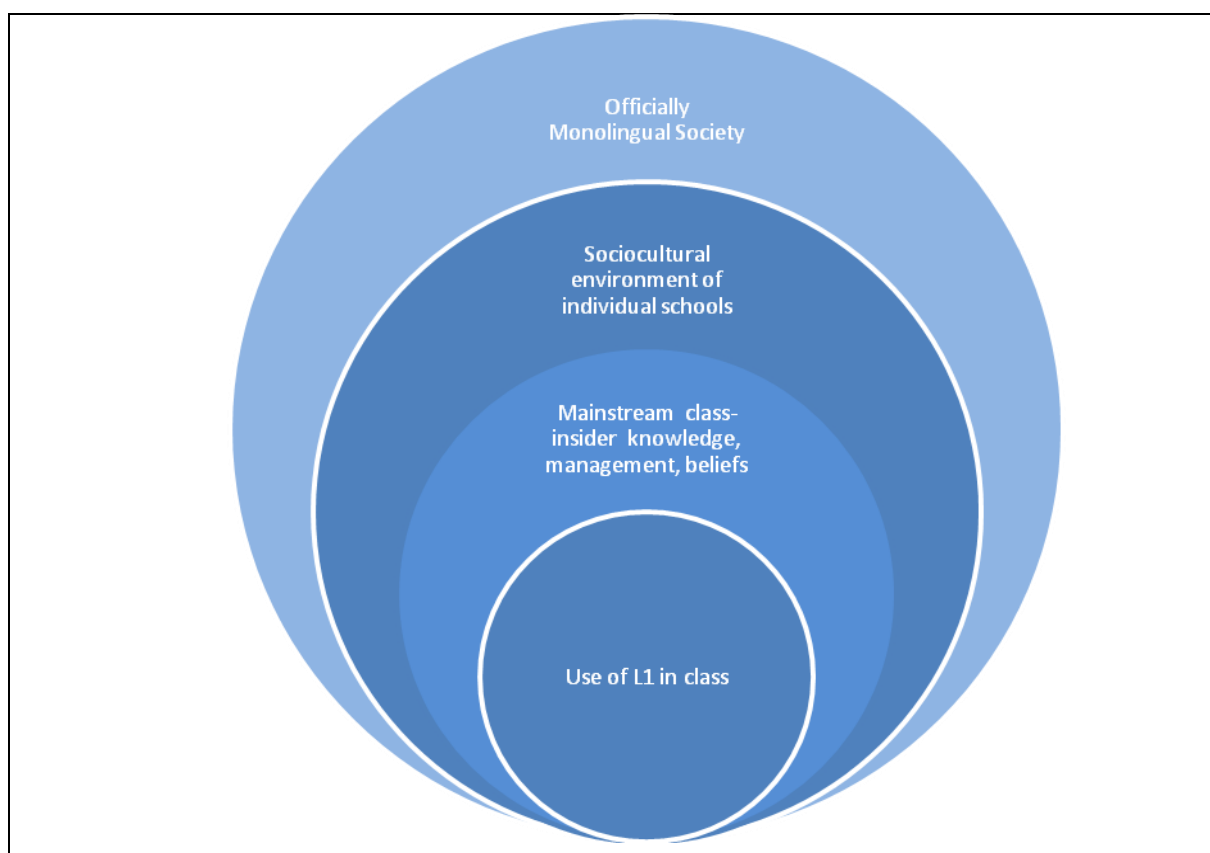 Officially
Monolingual Society
Sociocultural
environment of
individual schools
Mainstream class-
insider knowledge,
management, beliefs
Use of L1 in class